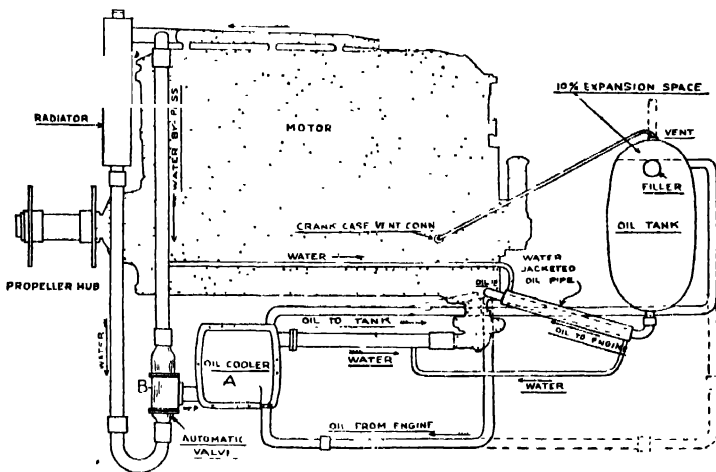 10% EXPANSION SPACE
RADIATOR
WATER BY-PASS
MOTOR
VENT
FILLER
OIL TANK
CRANK CASE VENT CONN
WATER
WATER
JACKETED
OIL PIPE
PROPELLER HUB
OIL TO TANK
OIL TO ENGINE
WATER
OIL COOLER
A
WATER
B
WATER
OIL FROM ENGINE
AUTOMATIC
VALVE